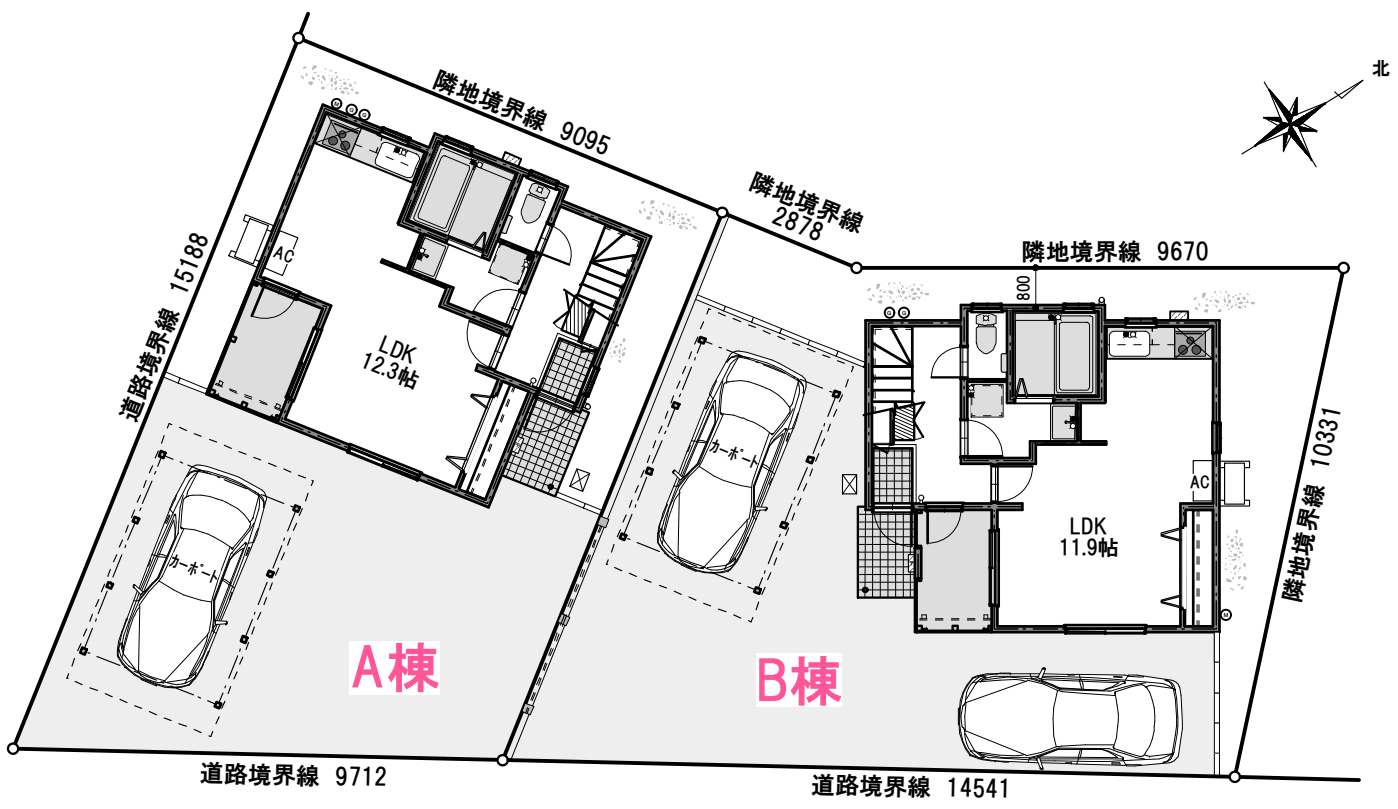 北
隣地境界線 9095
隣地境界線
2878
隣地境界線 9670
800
道路境界線 15188
AC
LDK
12.3帖
カーポート
カーポート
AC
LDK
11.9帖
隣地境界線 10331
A棟
B棟
道路境界線 9712
道路境界線 14541